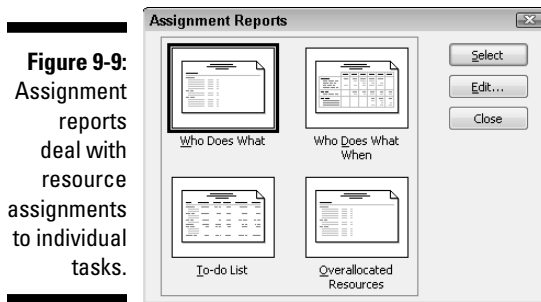 Figure 9-9:
Assignment
reports
deal with
resource
assignments
to individual
tasks.
Assignment Reports
Select
Edit...
Close
Who Does What
Who Does What
When
To-do List
Overallocated
Resources